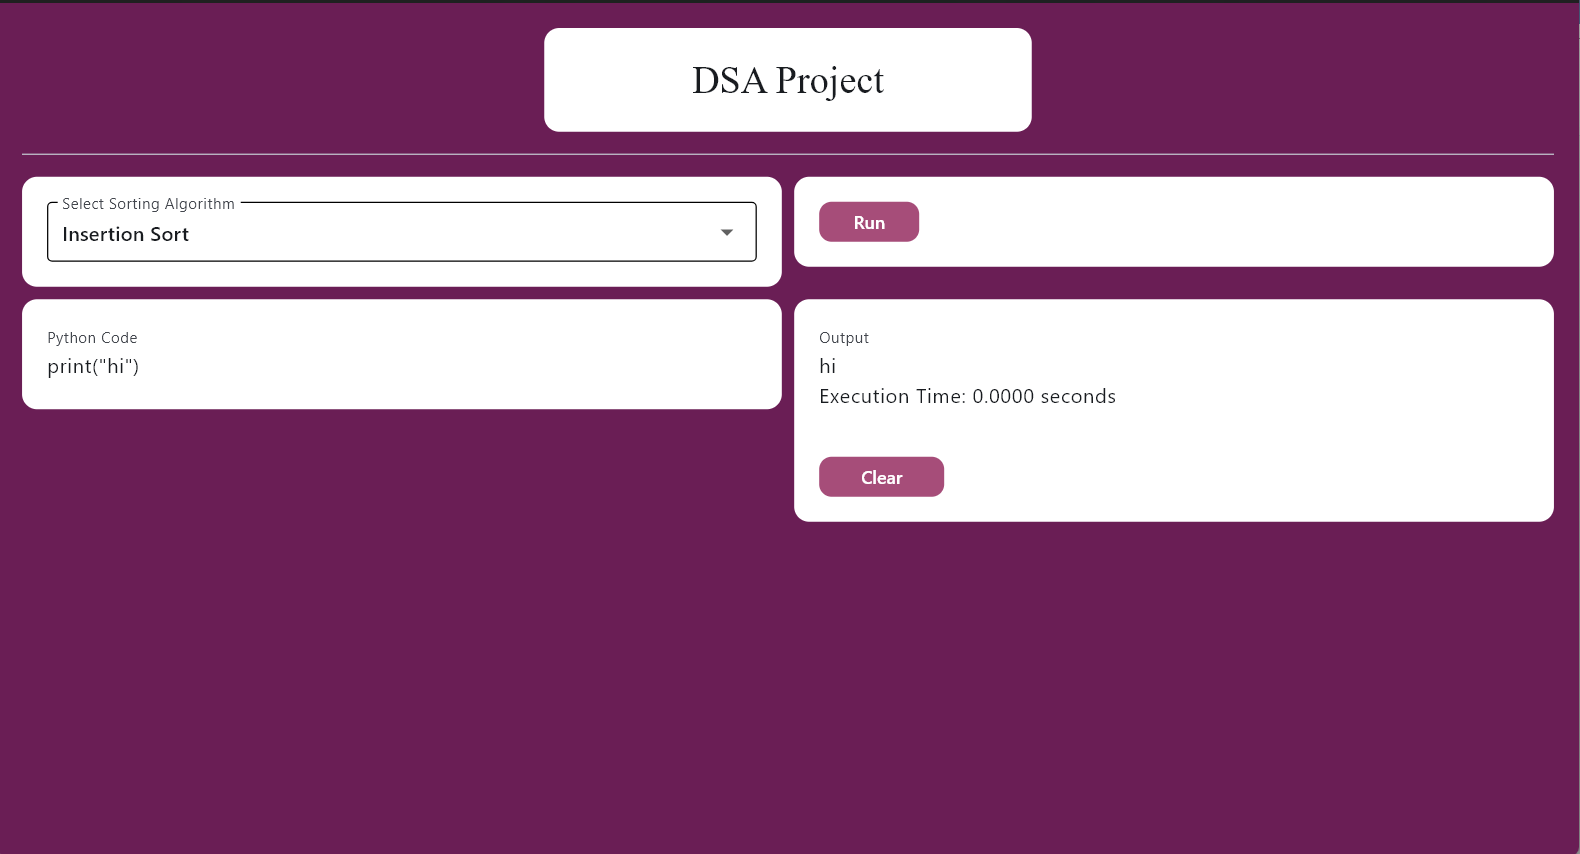 DSA Project
Select Sorting Algorithm
Insertion Sort
Run
Python Code
print("hi")
Output
hi
Execution Time: 0.0000 seconds
Clear